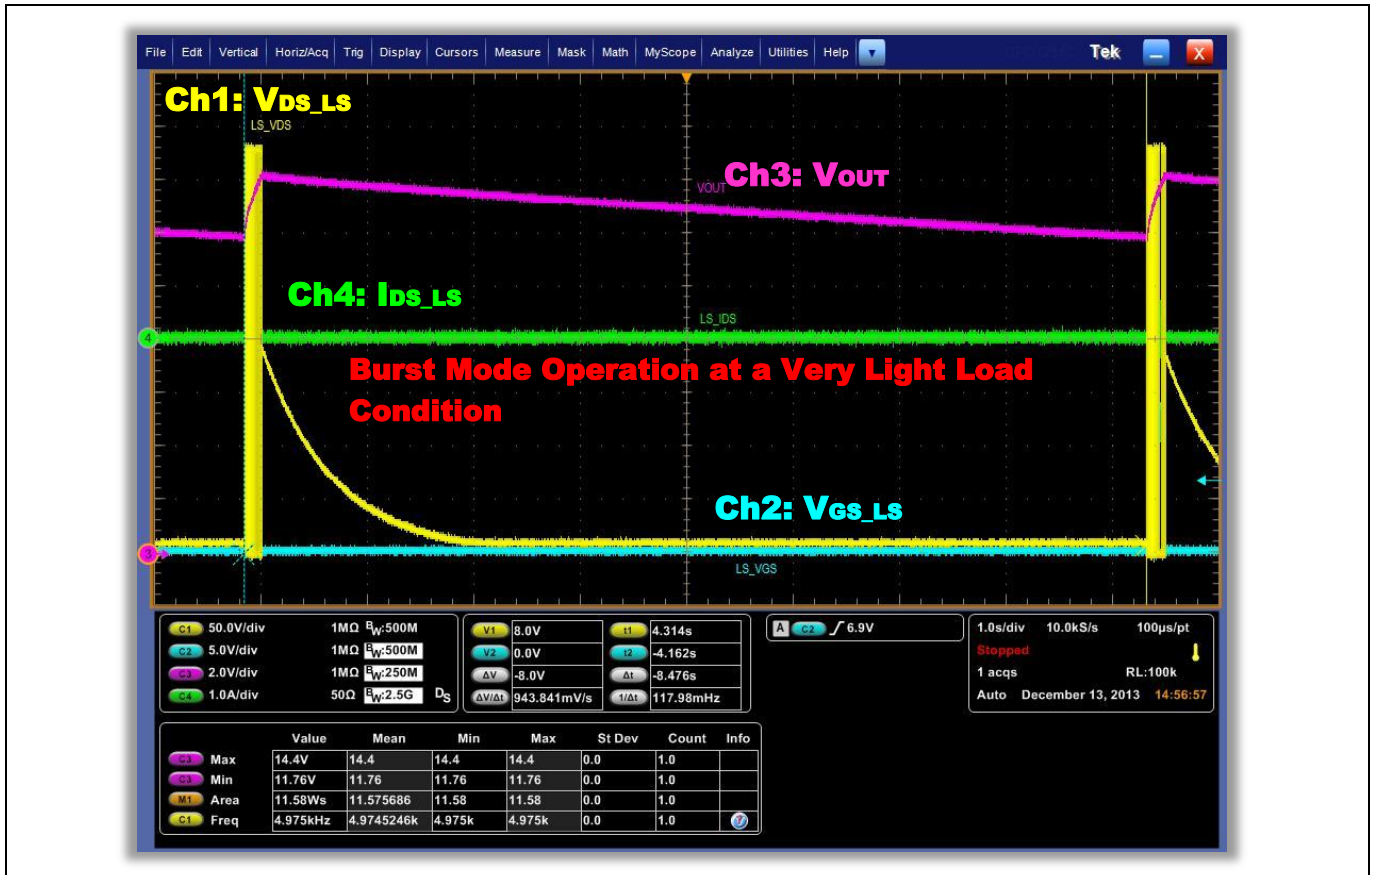 File Edit Vertical Horiz/Acq Trig Display Cursors Measure Mask Math MyScope Analyze Utilities Help Tek X
Ch1: VDS_LS
LS_VDS
Ch3: VOUT
VOUT
Ch4: IDS_LS
LS_IDS
4
Burst Mode Operation at a Very Light Load
Condition
Ch2: VGS_LS
3
LS_VGS
C1 50.0V/div 1MΩ BW:500M
C2 5.0V/div 1MΩ BW:500M
C3 2.0V/div 1MΩ BW:250M
C4 1.0A/div 50Ω BW:2.5G DS
V1 8.0V t1 4.314s
V2 0.0V t2 -4.162s
ΔV -8.0V Δt -8.476s
ΔV/Δt 943.841mV/s 1/Δt 117.98mHz
A C2 6.9V
1.0s/div 10.0kS/s 100µs/pt
Stopped
1 acqs RL:100k
Auto December 13, 2013 14:56:57
Value Mean Min Max St Dev Count Info
C3 Max 14.4V 14.4 14.4 14.4 0.0 1.0
C3 Min 11.76V 11.76 11.76 11.76 0.0 1.0
M1 Area 11.58Ws 11.575686 11.58 11.58 0.0 1.0
C1 Freq 4.975kHz 4.9745246k 4.975k 4.975k 0.0 1.0